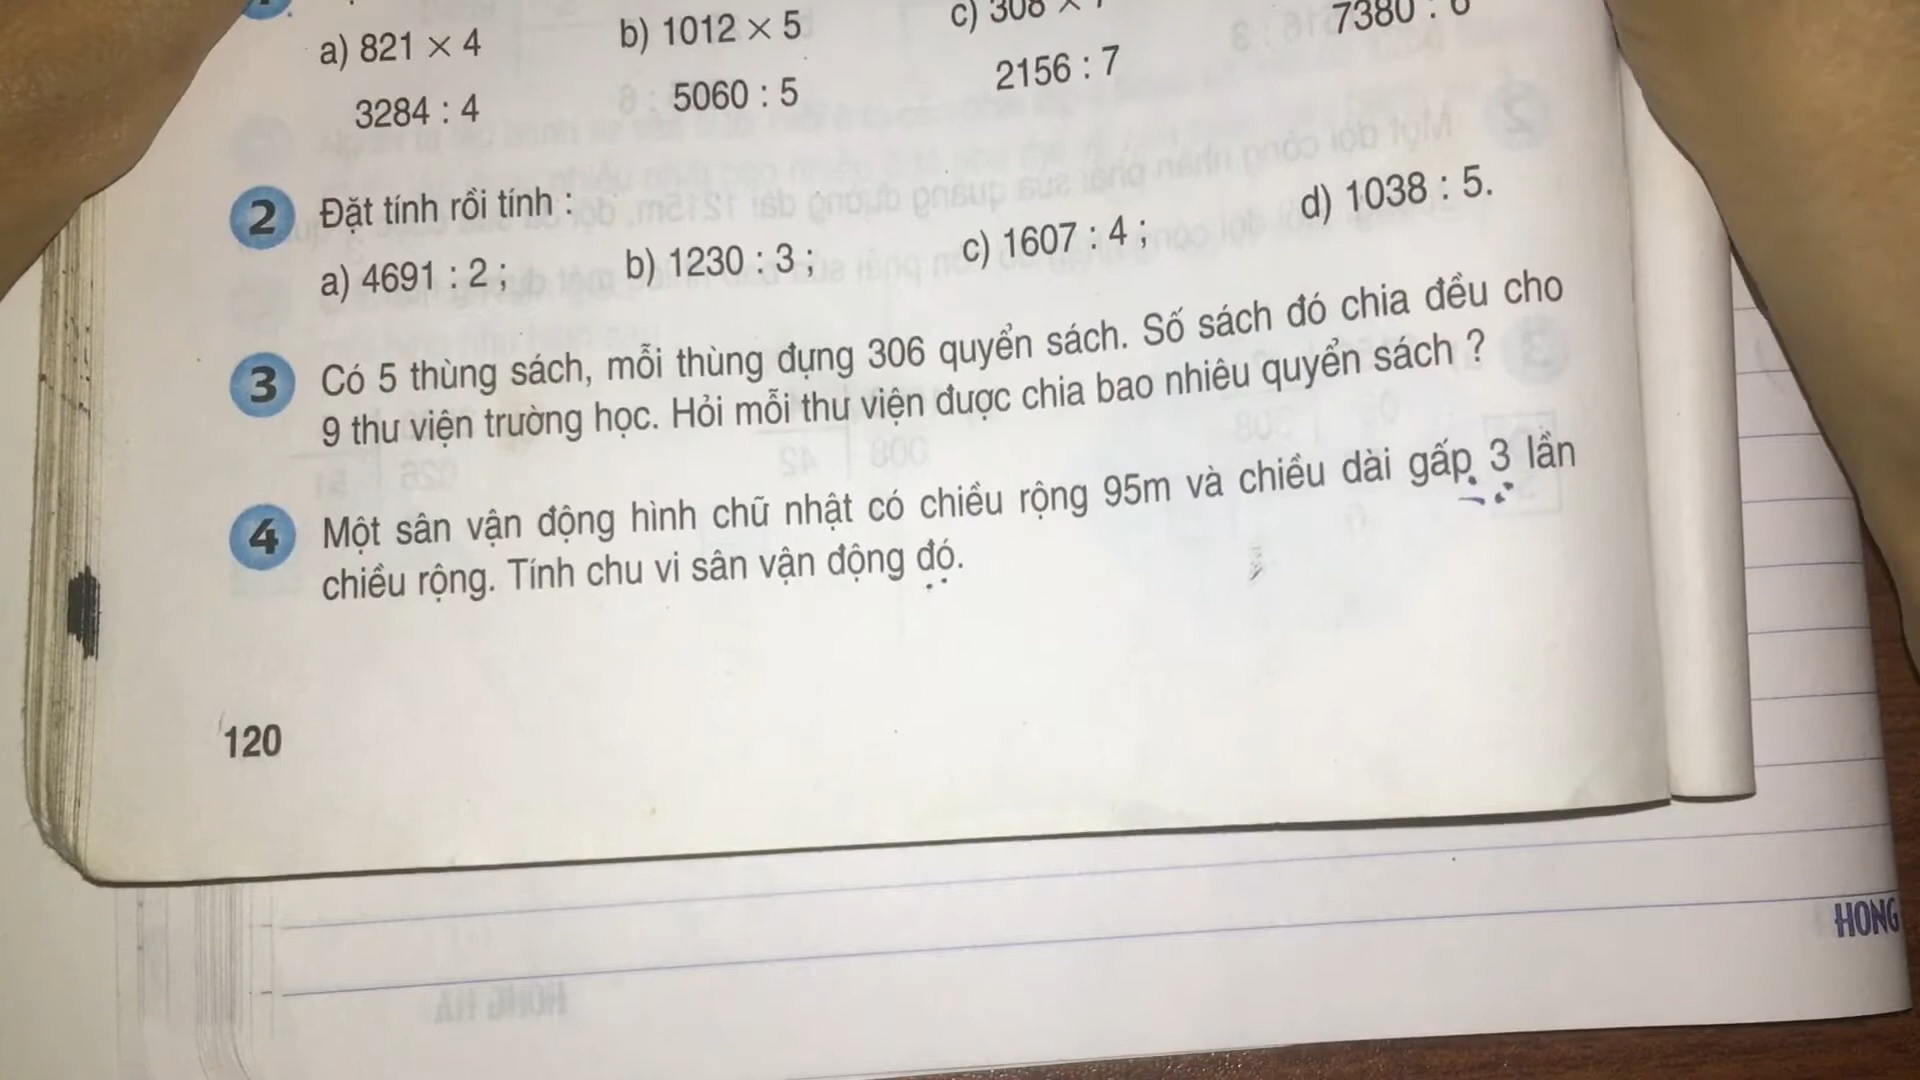 a) 821 × 4
b) 1012 × 5
c) 308 ×
3284 : 4
5060 : 5
2156 : 7
7380 : 6
2 Đặt tính rồi tính :
a) 4691 : 2 ;
b) 1230 : 3 ;
c) 1607 : 4 ;
d) 1038 : 5.
3 Có 5 thùng sách, mỗi thùng đựng 306 quyển sách. Số sách đó chia đều cho
9 thư viện trường học. Hỏi mỗi thư viện được chia bao nhiêu quyển sách ?
4 Một sân vận động hình chữ nhật có chiều rộng 95m và chiều dài gấp 3 lần
chiều rộng. Tính chu vi sân vận động đó.
120
HONG